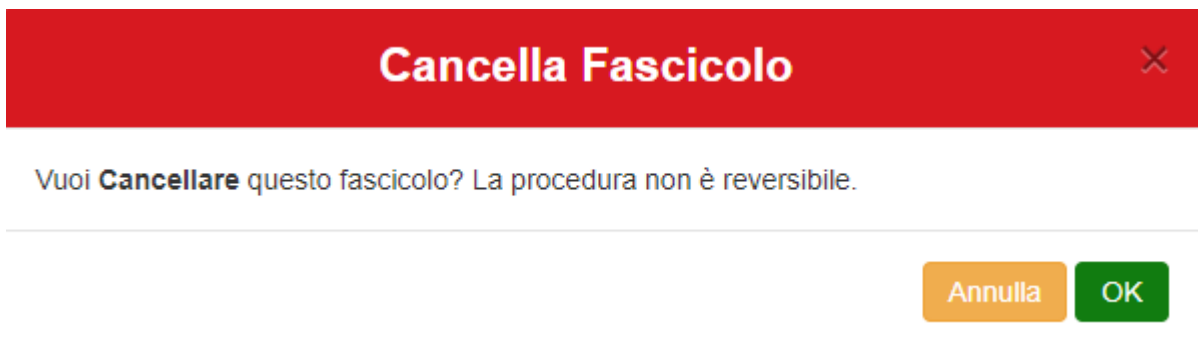 Cancella Fascicolo
Vuoi Cancellare questo fascicolo? La procedura non è reversibile.
Annulla OK